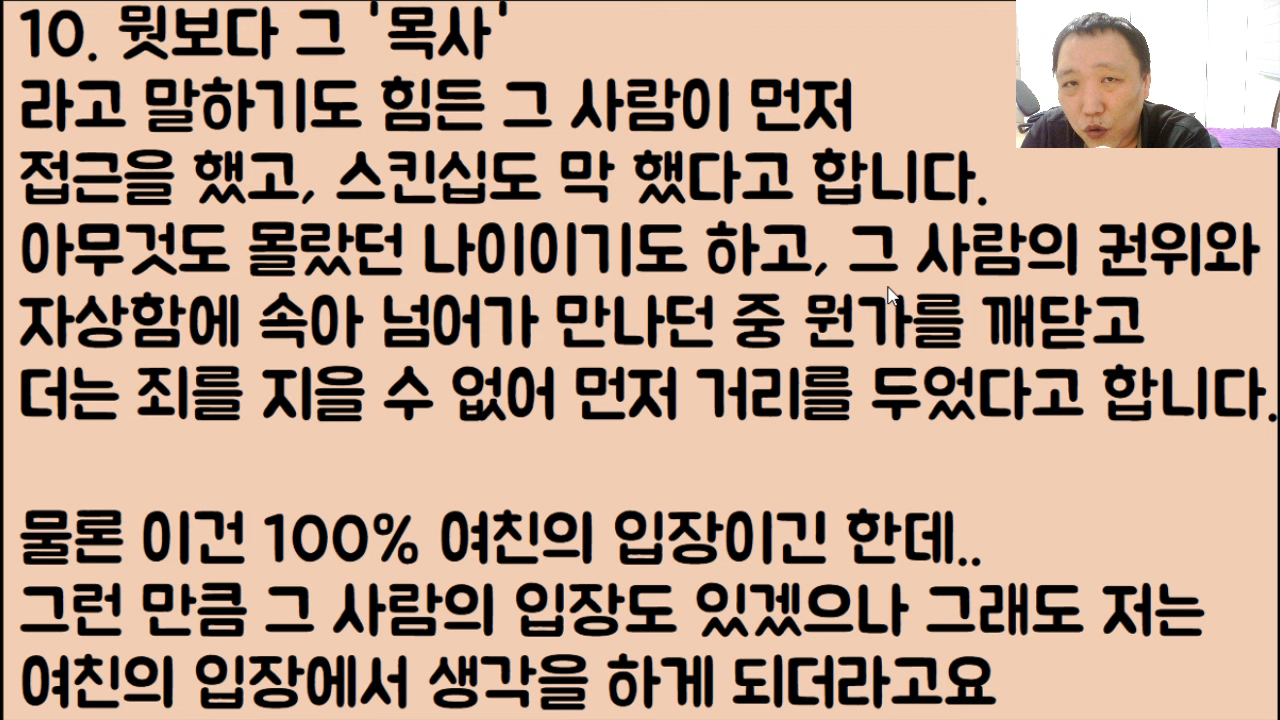 10. 뭣보다 그 '목사'
라고 말하기도 힘든 그 사람이 먼저
접근을 했고, 스킨십도 막 했다고 합니다.
아무것도 몰랐던 나이이기도 하고, 그 사람의 권위와
자상함에 속아 넘어가 만나던 중 뭔가를 깨닫고
더는 죄를 지을 수 없어 먼저 거리를 두었다고 합니다.
물론 이건 100% 여친의 입장이긴 한데..
그런 만큼 그 사람의 입장도 있겠으나 그래도 저는
여친의 입장에서 생각을 하게 되더라고요